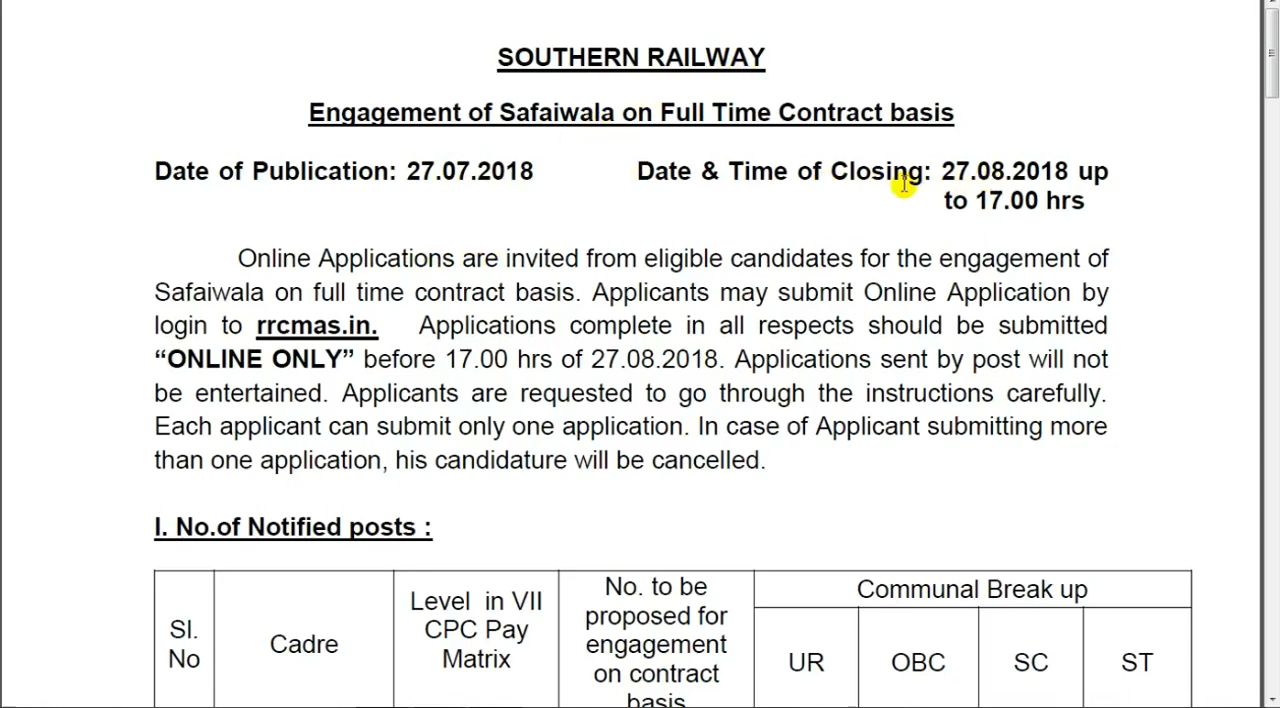 SOUTHERN RAILWAY
Engagement of Safaiwala on Full Time Contract basis
Date of Publication: 27.07.2018 Date & Time of Closing: 27.08.2018 up
to 17.00 hrs
Online Applications are invited from eligible candidates for the engagement of
Safaiwala on full time contract basis. Applicants may submit Online Application by
login to rrcmas.in. Applications complete in all respects should be submitted
“ONLINE ONLY” before 17.00 hrs of 27.08.2018. Applications sent by post will not
be entertained. Applicants are requested to go through the instructions carefully.
Each applicant can submit only one application. In case of Applicant submitting more
than one application, his candidature will be cancelled.
I. No.of Notified posts :
Sl.
No
Cadre
Level in VII
CPC Pay
Matrix
No. to be
proposed for
engagement
on contract
basis
Communal Break up
UR OBC SC ST